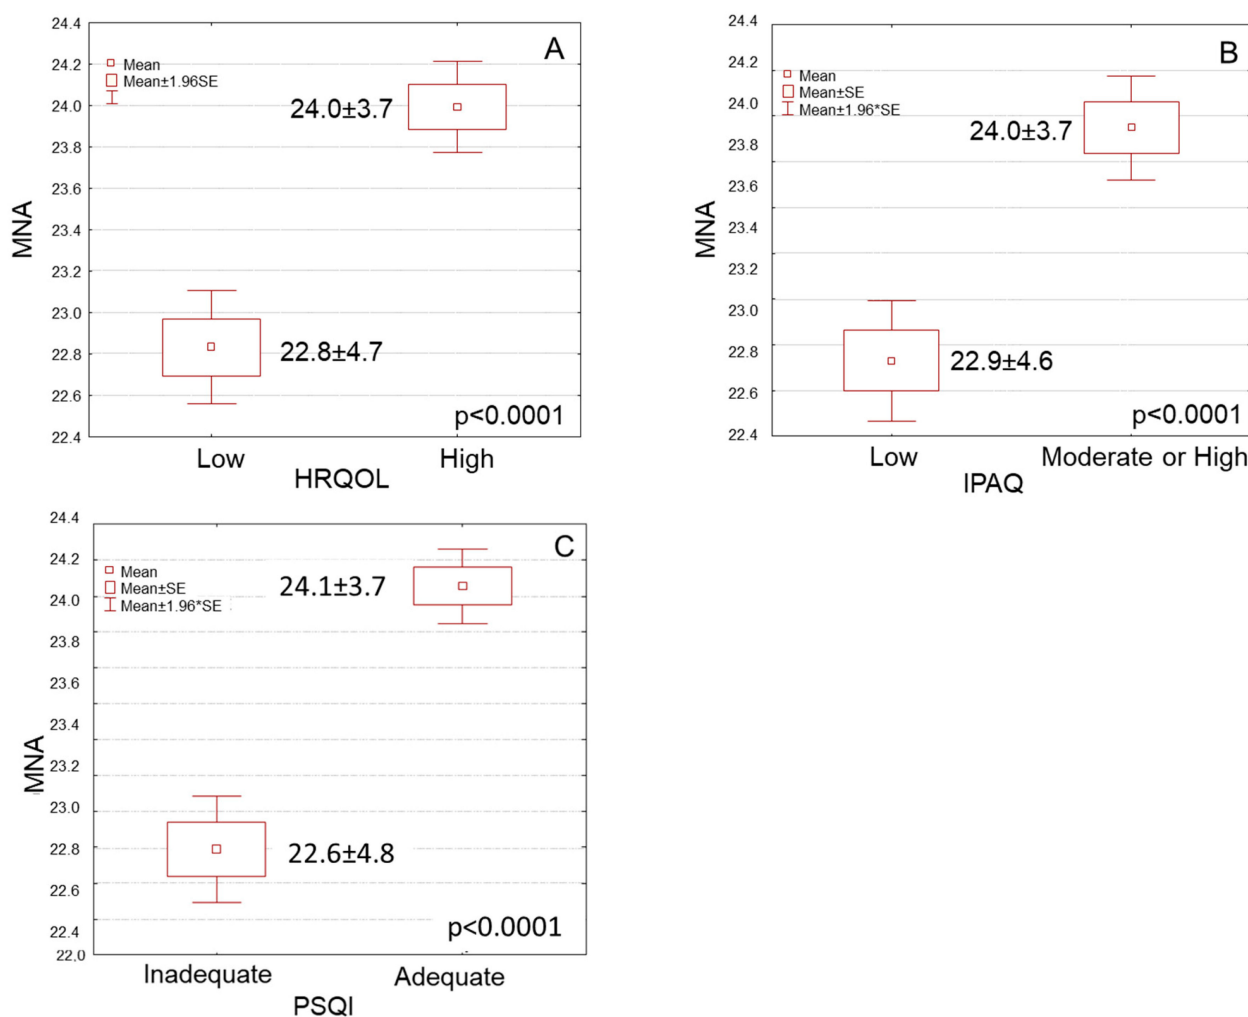 A
24.4
24.2
24.0
23.8
23.6
23.4
23.2
23.0
22.8
22.6
22.4
MNA
Mean
Mean±1.96SE
24.0±3.7
22.8±4.7
p<0.0001
Low
High
HRQOL
B
24.4
24.2
24.0
23.8
23.6
23.4
23.2
23.0
22.8
22.6
22.4
MNA
Mean
Mean±SE
Mean±1.96*SE
24.0±3.7
22.9±4.6
p<0.0001
Low
Moderate or High
IPAQ
C
24.4
24.2
24.0
23.8
23.6
23.4
23.2
23.0
22.8
22.6
22.4
22.0
MNA
Mean
Mean±SE
Mean±1.96*SE
24.1±3.7
22.6±4.8
p<0.0001
Inadequate
Adequate
PSQI